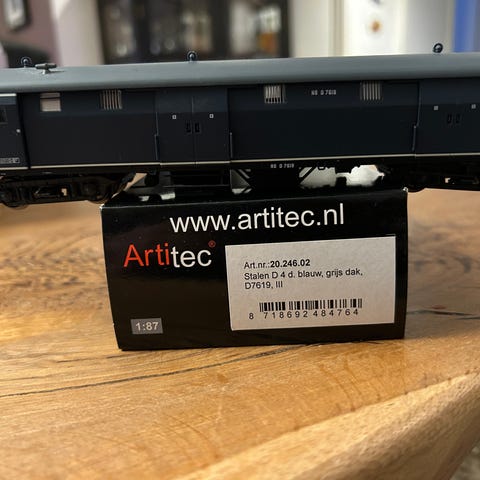 NS D 7619
NS D 7619
www.artitec.nl
Artitec®
Art.nr.:20.246.02
Stalen D 4 d. blauw, grijs dak,
D7619, III
8 718692 484764
1:87